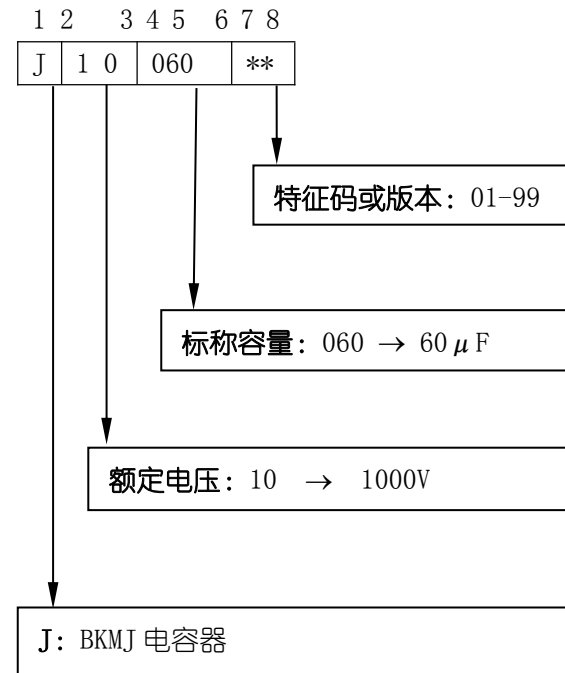 1 2 3 4 5 6 7 8
J 1 0 060 **
特征码或版本：01-99
标称容量：060 → 60μF
额定电压：10 → 1000V
J：BKMJ 电容器